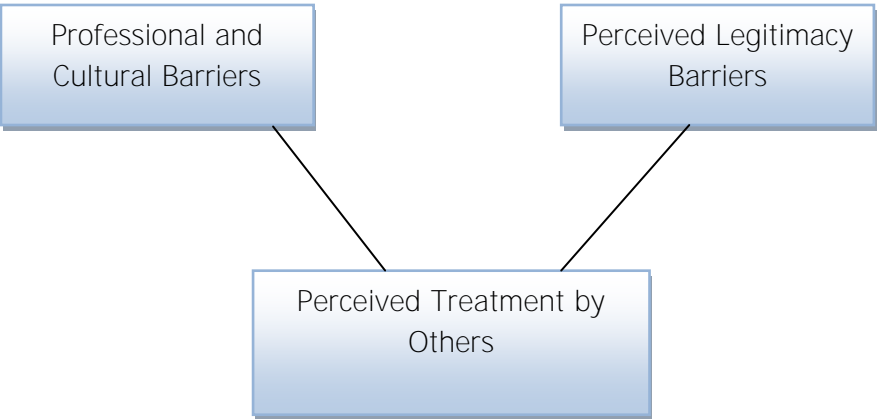 Professional and
Cultural Barriers
Perceived Legitimacy
Barriers
Perceived Treatment by
Others